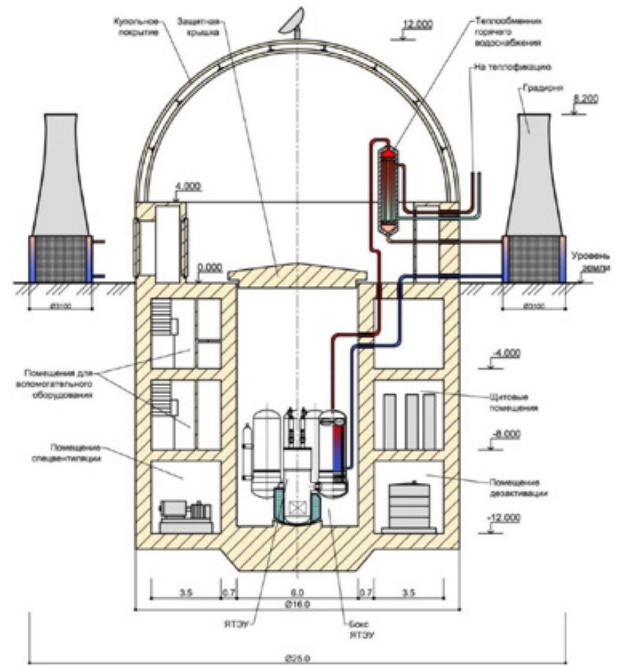 Купольное
покрытие
Защитная
крышка
12.000
Теплообменник
горячего
водоснабжения
На теплофикацию
Градирня
8.200
4.000
0.000
Уровень
земли
Ø3100
Ø3100
-4.000
Помещения для
вспомогательного
оборудования
Щитовые
помещения
-8.000
Помещение
спецвентиляции
Помещение
дезактивации
-12.000
3.5
0.7
6.0
0.7
3.5
Ø16.0
ЯТЭУ
Бокс
ЯТЭУ
Ø25.0